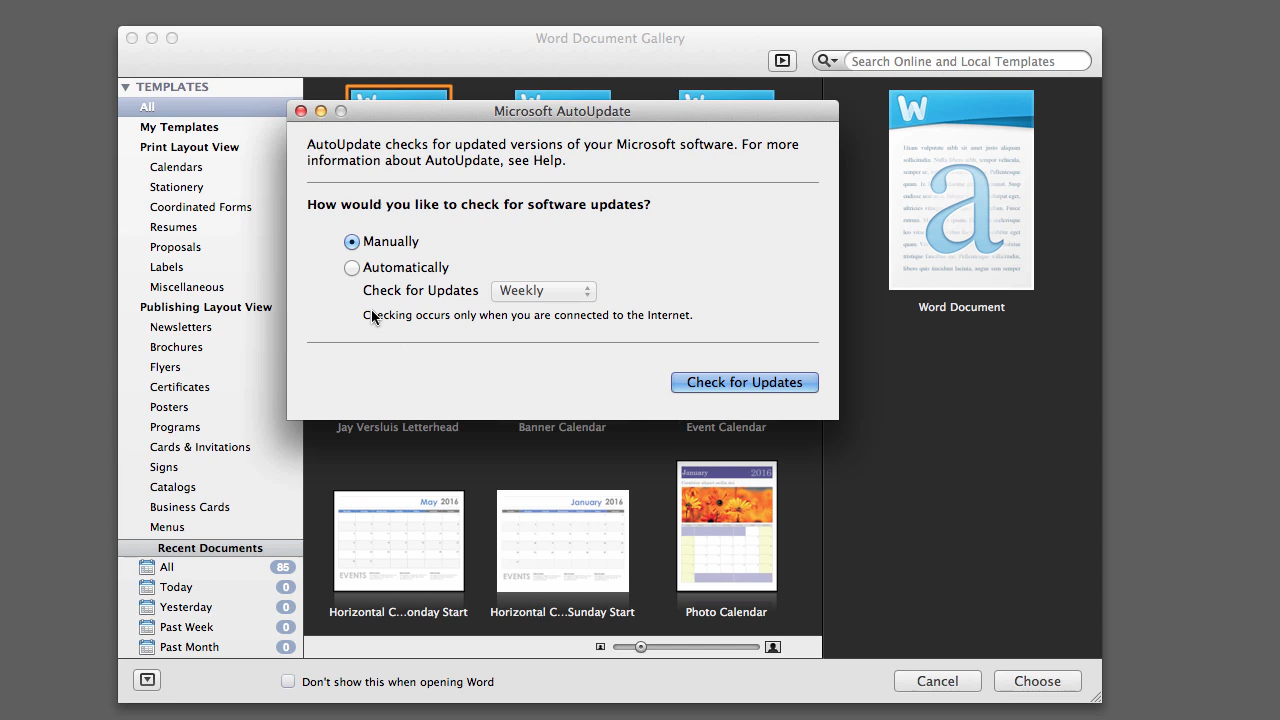 Word Document Gallery
Search Online and Local Templates
TEMPLATES
All
My Templates
Print Layout View
Calendars
Stationery
Coordinated Forms
Resumes
Proposals
Labels
Miscellaneous
Publishing Layout View
Newsletters
Brochures
Flyers
Certificates
Posters
Programs
Cards & Invitations
Signs
Catalogs
Business Cards
Menus
Recent Documents
All 85
Today 0
Yesterday 0
Past Week 0
Past Month 0
Microsoft AutoUpdate
AutoUpdate checks for updated versions of your Microsoft software. For more
information about AutoUpdate, see Help.
How would you like to check for software updates?
Manually
Automatically
Check for Updates Weekly
Checking occurs only when you are connected to the Internet.
Check for Updates
Jay Versluis Letterhead
Banner Calendar
Event Calendar
May 2016
EVENTS
Horizontal C...onday Start
January 2016
EVENTS
Horizontal C...Sunday Start
January 2016
Photo Calendar
W
a
Word Document
Don't show this when opening Word
Cancel
Choose